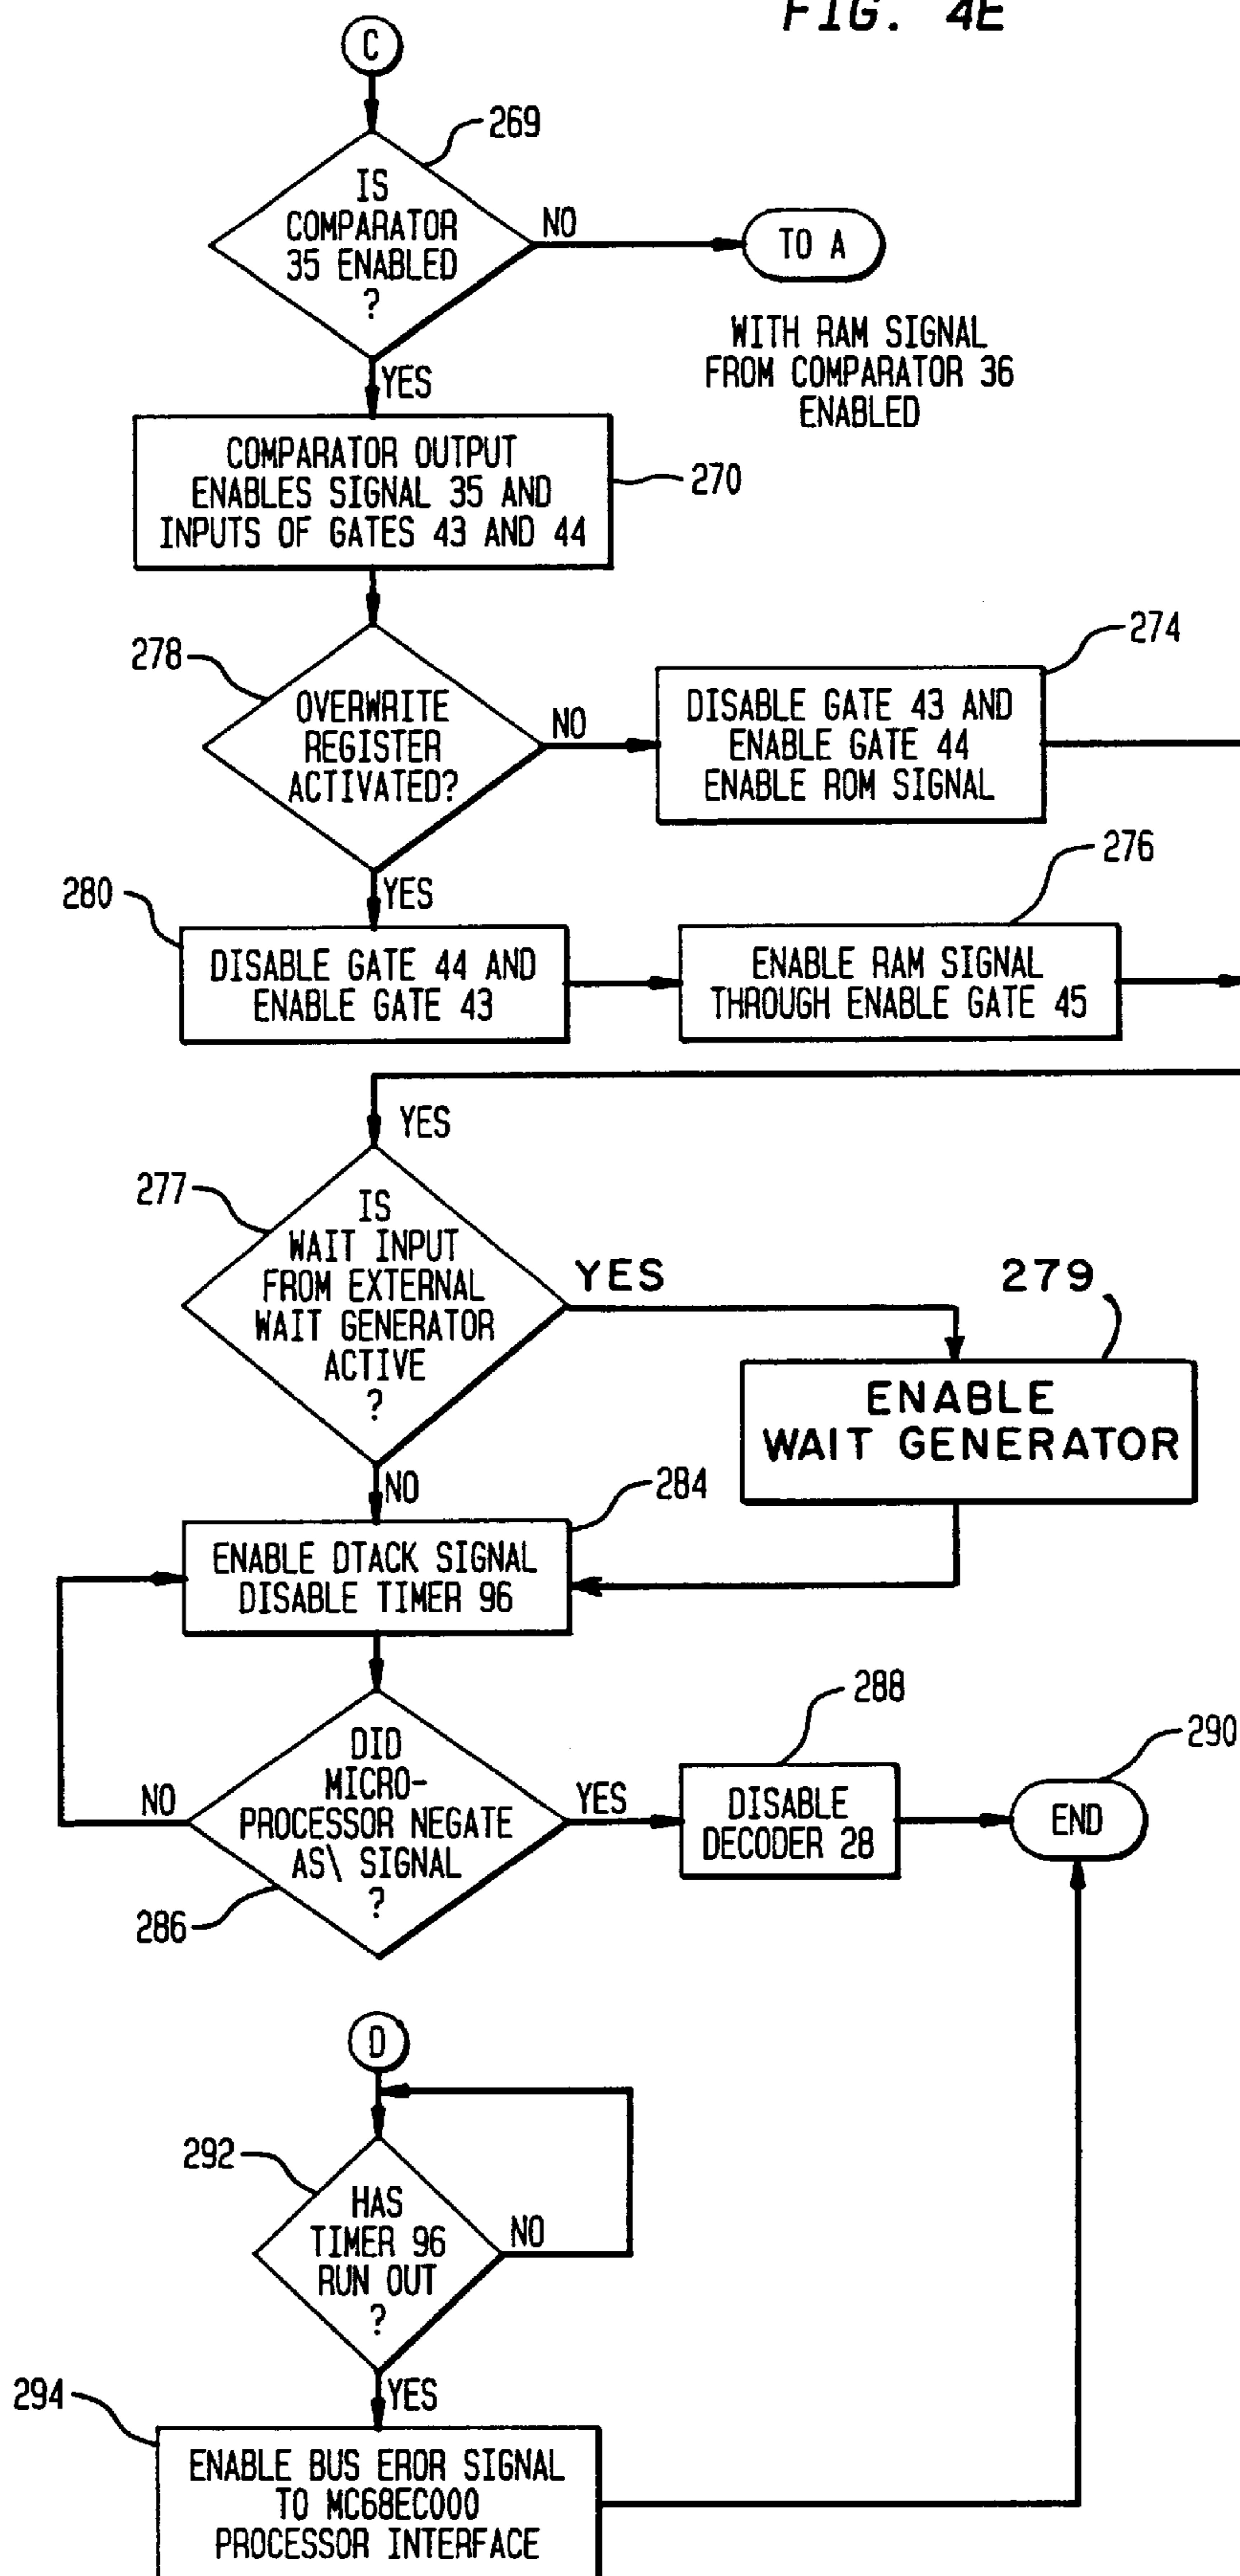 FIG. 4E
C
269
IS
COMPARATOR
35 ENABLED
?
NO
TO A
WITH RAM SIGNAL
FROM COMPARATOR 36
ENABLED
YES
COMPARATOR OUTPUT
ENABLES SIGNAL 35 AND
INPUTS OF GATES 43 AND 44
270
278
OVERWRITE
REGISTER
ACTIVATED?
NO
274
DISABLE GATE 43 AND
ENABLE GATE 44
ENABLE ROM SIGNAL
YES
280
DISABLE GATE 44 AND
ENABLE GATE 43
276
ENABLE RAM SIGNAL
THROUGH ENABLE GATE 45
YES
277
IS
WAIT INPUT
FROM EXTERNAL
WAIT GENERATOR
ACTIVE
?
YES
279
ENABLE
WAIT GENERATOR
NO
284
ENABLE DTACK SIGNAL
DISABLE TIMER 96
DID
MICRO-
PROCESSOR NEGATE
AS\ SIGNAL
?
NO
286
YES
288
DISABLE
DECODER 28
290
END
D
292
HAS
TIMER 96
RUN OUT
?
NO
YES
294
ENABLE BUS EROR SIGNAL
TO MC68EC000
PROCESSOR INTERFACE